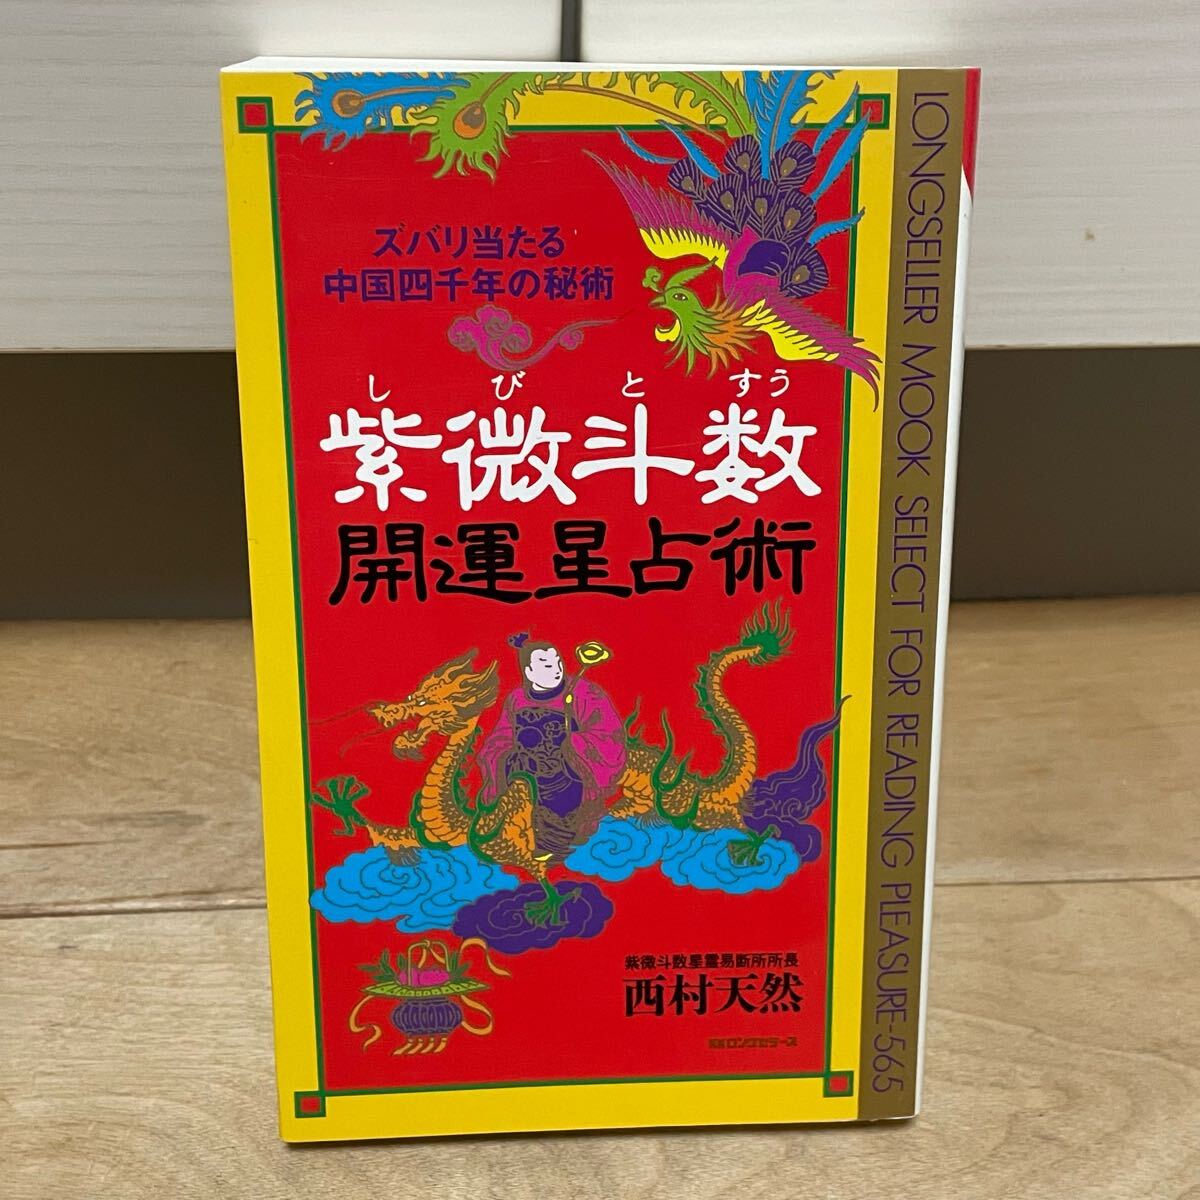 ズバリ当たる
中国四千年の秘術
しびとすう
紫微斗数
開運星占術
紫微斗数星霊易断所所長
西村天然
KKロングセラーズ
LONGSELLER MOOK SELECT FOR READING PLEASURE-565